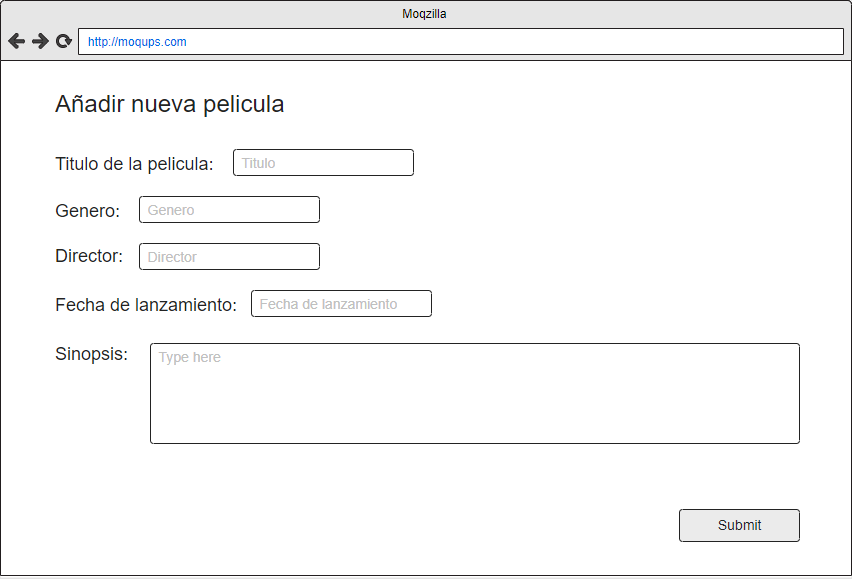 Moqzilla
http://moqups.com
Añadir nueva pelicula
Titulo de la pelicula: Titulo
Genero: Genero
Director: Director
Fecha de lanzamiento: Fecha de lanzamiento
Sinopsis: Type here
Submit